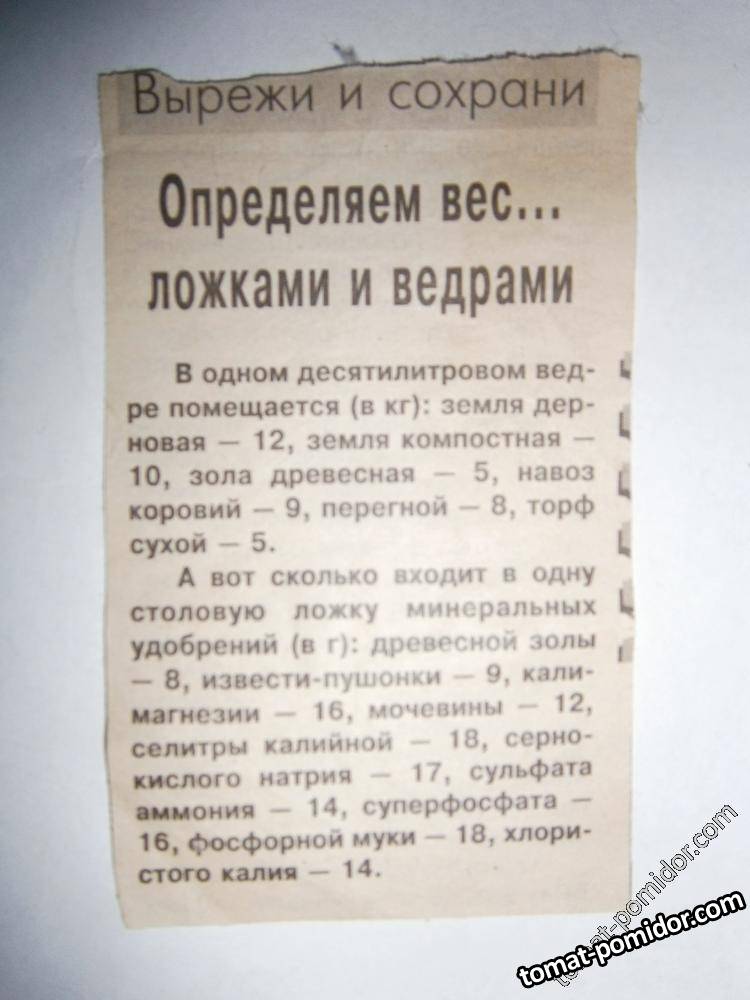 Вырежи и сохрани
Определяем вес...
ложками и ведрами
В одном десятилитровом вед-
ре помещается (в кг): земля дер-
новая — 12, земля компостная —
10, зола древесная — 5, навоз
коровий — 9, перегной — 8, торф
сухой — 5.
А вот сколько входит в одну
столовую ложку минеральных
удобрений (в г): древесной золы
— 8, извести-пушонки — 9, кали-
магнезии — 16, мочевины — 12,
селитры калийной — 18, серно-
кислого натрия — 17, сульфата
аммония — 14, суперфосфата —
16, фосфорной муки — 18, хлори-
стого калия — 14.
tomat-pomidor.com
tomat-pomidor.com